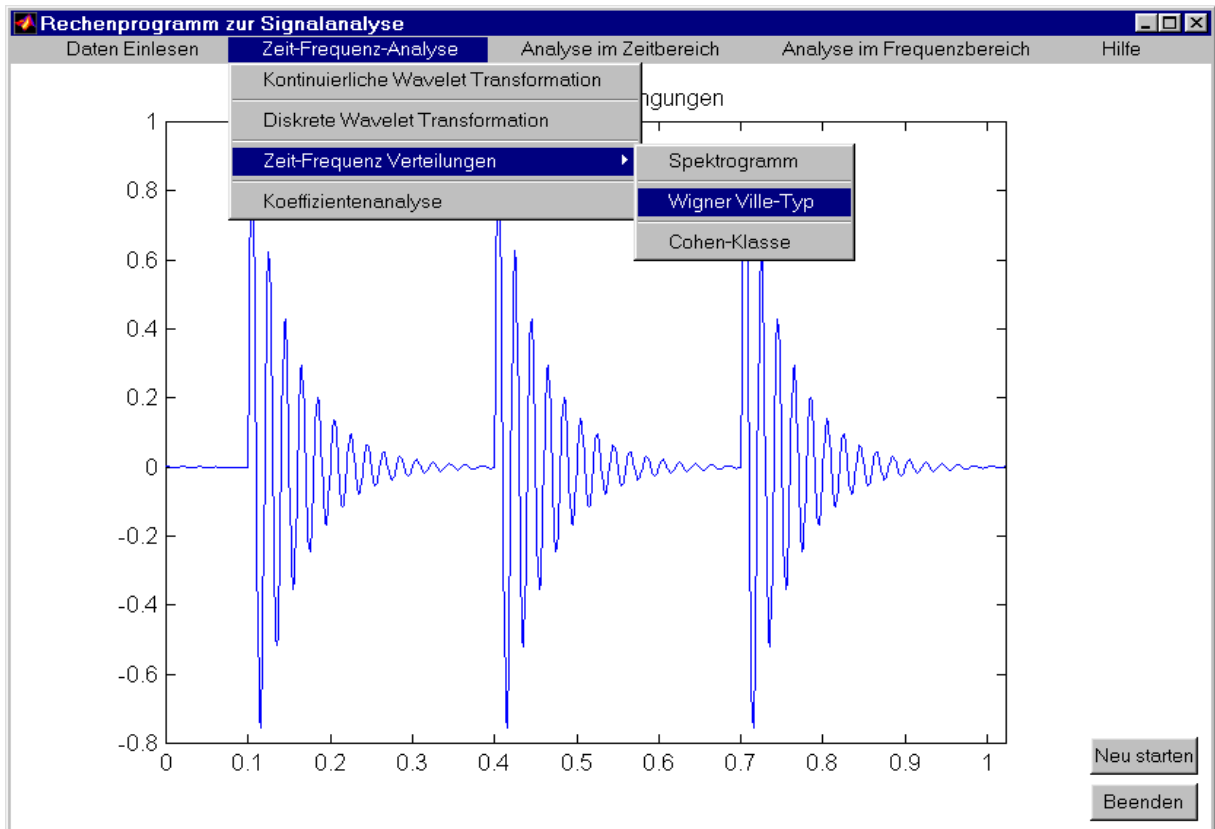 Rechenprogramm zur Signalanalyse
Daten Einlesen Zeit-Frequenz-Analyse Analyse im Zeitbereich Analyse im Frequenzbereich Hilfe
Kontinuierliche Wavelet Transformation
Diskrete Wavelet Transformation
Zeit-Frequenz Verteilungen
Koeffizientenanalyse
Spektrogramm
Wigner Ville-Typ
Cohen-Klasse
1
0.8
0.6
0.4
0.2
0
-0.2
-0.4
-0.6
-0.8
0 0.1 0.2 0.3 0.4 0.5 0.6 0.7 0.8 0.9 1
Neu starten
Beenden